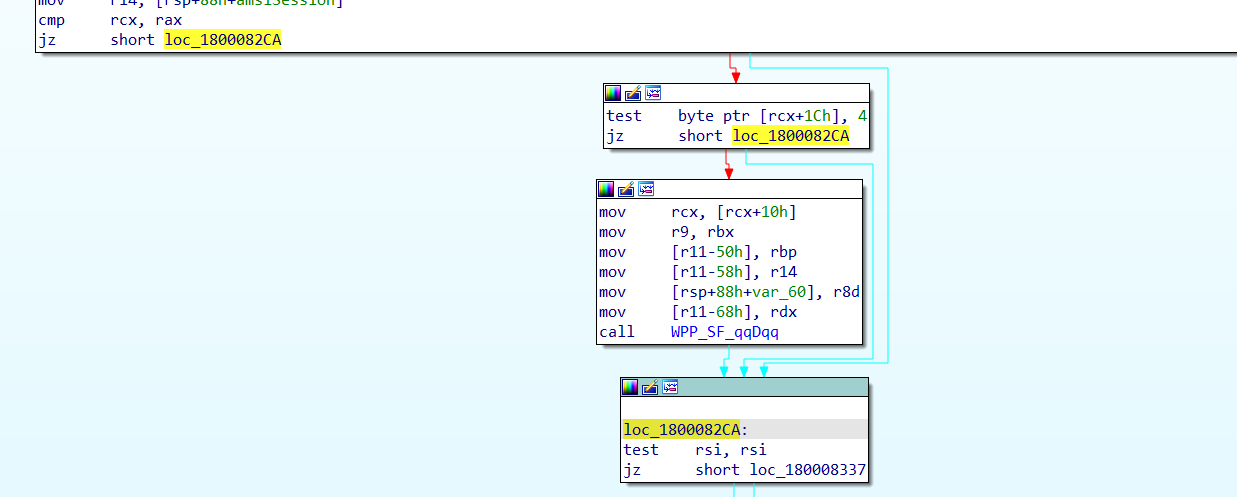 mov     r14, [rsp+88h+amsiSession]
cmp     rcx, rax
jz      short loc_1800082CA
test    byte ptr [rcx+1Ch], 4
jz      short loc_1800082CA
mov     rcx, [rcx+10h]
mov     r9, rbx
mov     [r11-50h], rbp
mov     [r11-58h], r14
mov     [rsp+88h+var_60], r8d
mov     [r11-68h], rdx
call    WPP_SF_qqDqq
loc_1800082CA:
test    rsi, rsi
jz      short loc_180008337